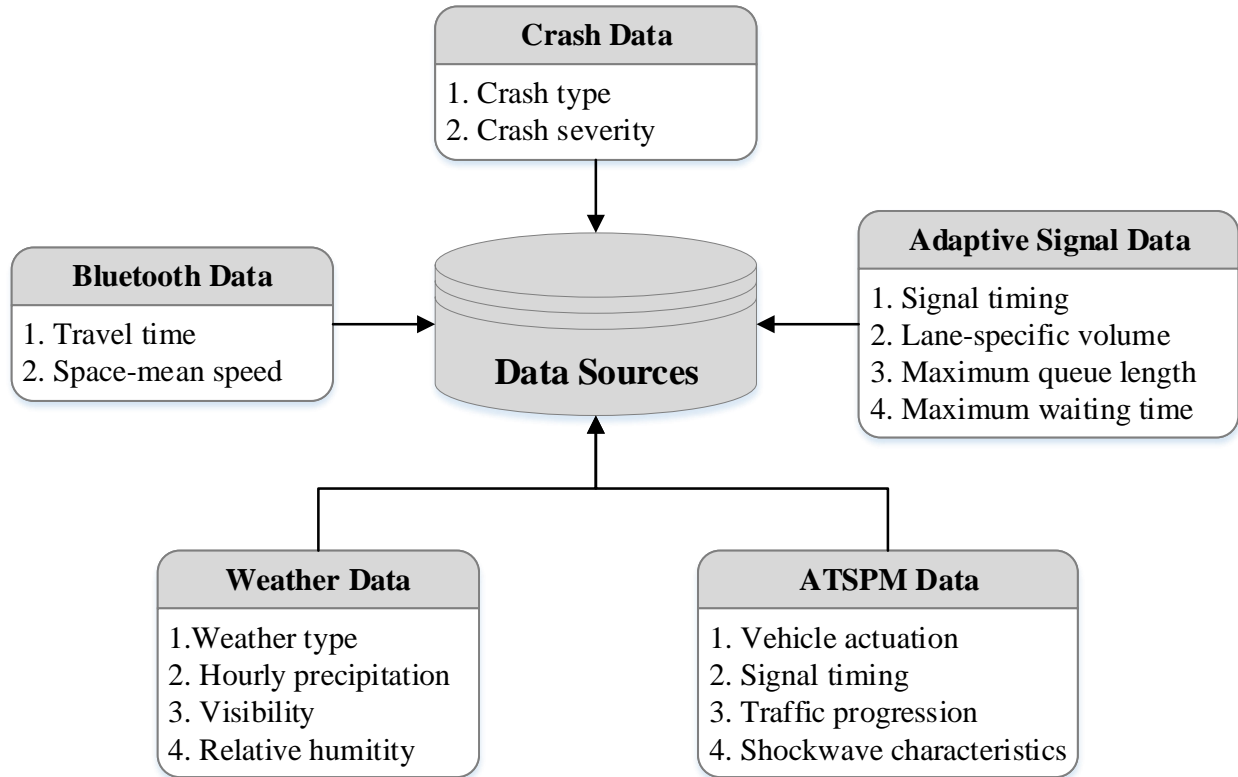 Crash Data
1. Crash type
2. Crash severity
Bluetooth Data
1. Travel time
2. Space-mean speed
Data Sources
Adaptive Signal Data
1. Signal timing
2. Lane-specific volume
3. Maximum queue length
4. Maximum waiting time
Weather Data
1.Weather type
2. Hourly precipitation
3. Visibility
4. Relative humitity
ATSPM Data
1. Vehicle actuation
2. Signal timing
3. Traffic progression
4. Shockwave characteristics